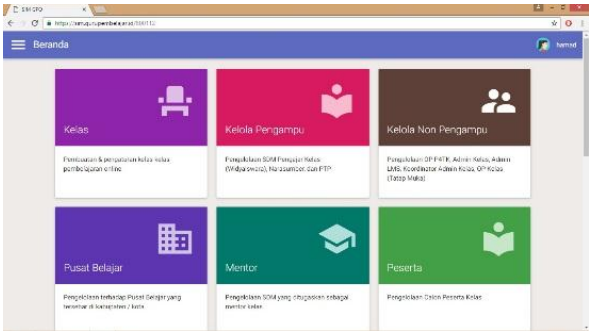 SIM GPO
Beranda
Kelas
Kelola Pengampu
Kelola Non Pengampu
Pembuatan & pengaturan kelas kelas
pembelajaran online
Pengelolaan SDM Pengajar Kelas
(Widyaiswara), Narasumber, dan PTP
Pengelolaan OP P4TK, Admin Kelas, Admin
LMS, Koordinator Admin Kelas, OP Kelas
(Tatap Muka)
Pusat Belajar
Mentor
Peserta
Pengelolaan terhadap Pusat Belajar yang
tersebar di kabupaten / kota
Pengelolaan SDM yang ditugaskan sebagai
mentor kelas
Pengelolaan Calon Peserta Kelas